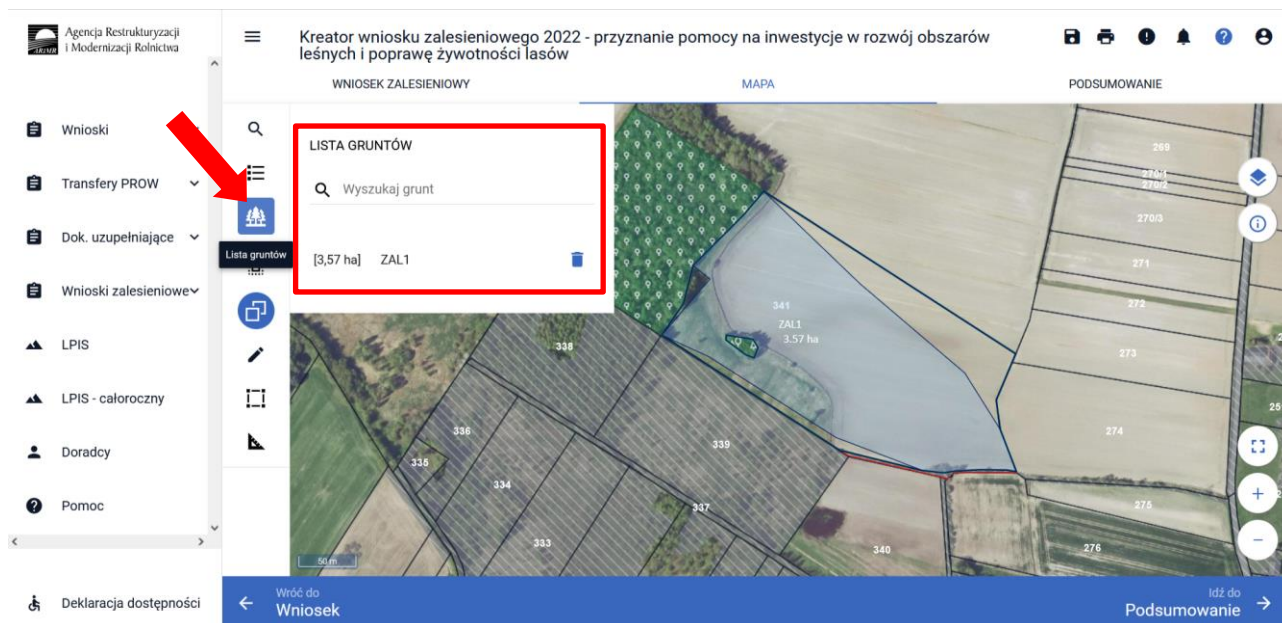 Agencja Restrukturyzacji
i Modernizacji Rolnictwa
ARiMR
Kreator wniosku zalesieniowego 2022 - przyznanie pomocy na inwestycje w rozwój obszarów
leśnych i poprawę żywotności lasów
WNIOSEK ZALESIENIOWY
MAPA
PODSUMOWANIE
Wnioski
Transfery PROW
Dok. uzupełniające
Wnioski zalesieniowe
LPIS
LPIS - całoroczny
Doradcy
Pomoc
Deklaracja dostępności
Lista gruntów
LISTA GRUNTÓW
Wyszukaj grunt
[3,57 ha] ZAL1
269
270/1
270/2
270/3
271
272
273
274
275
276
25
341
ZAL1
3.57 ha
338
336
335
334
333
339
337
340
50 m
Wróć do
Wniosek
Idź do
Podsumowanie